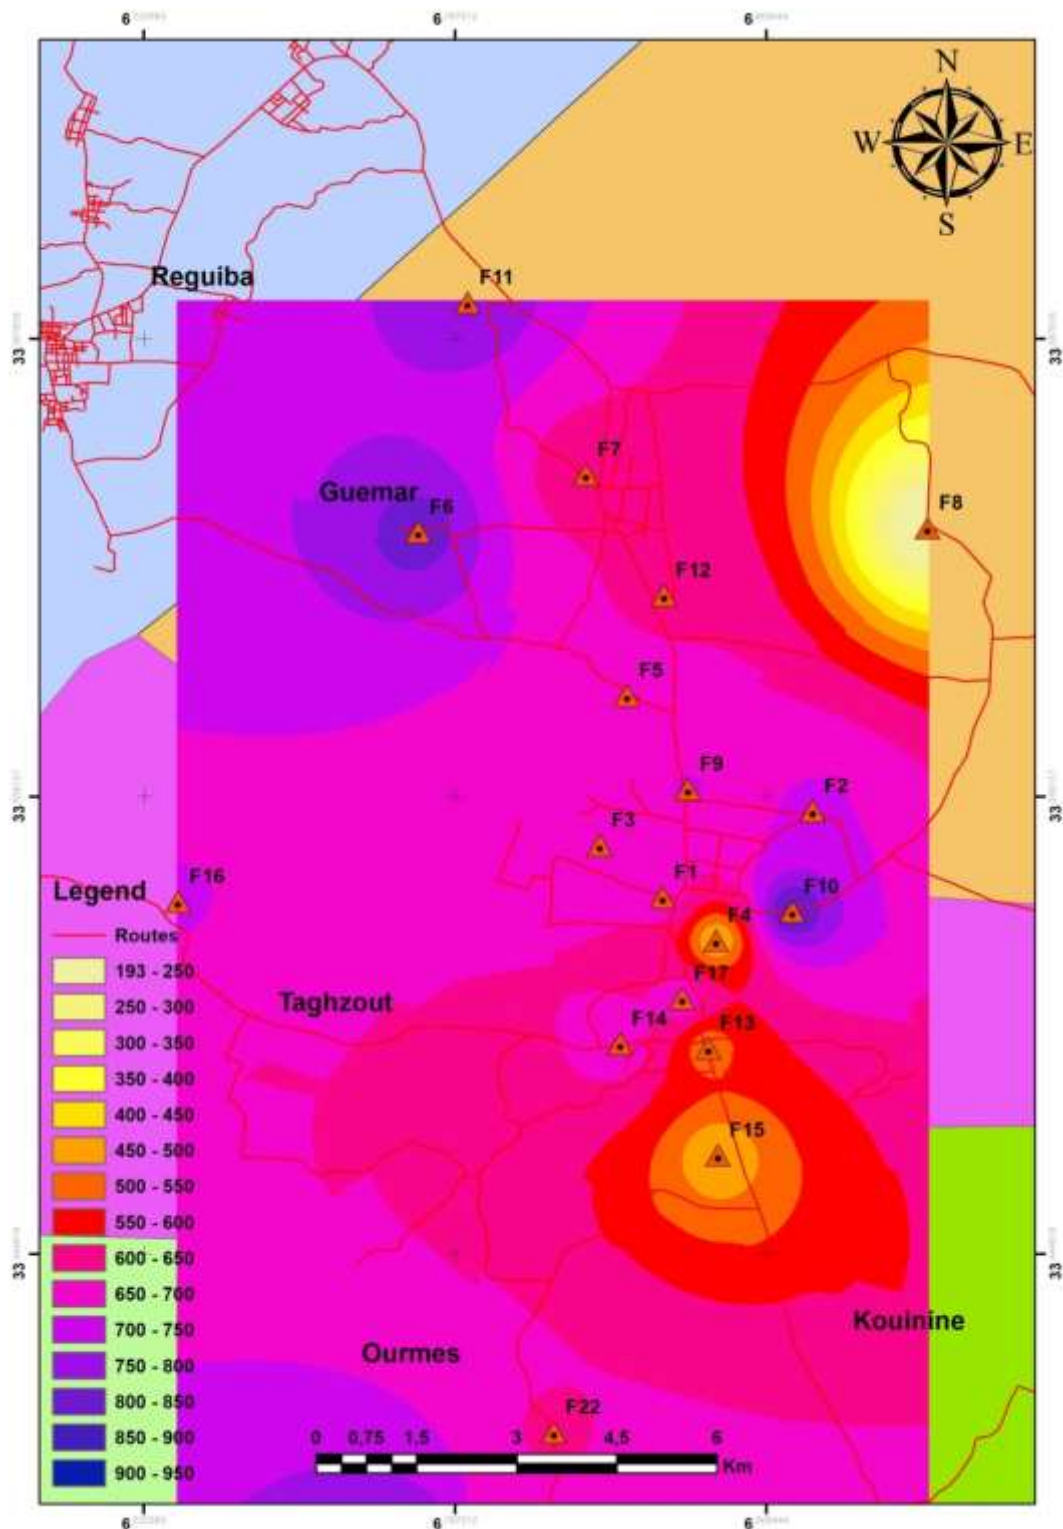 6
6
6
N
W
E
S
33
33
Reguiba
F11
F7
Guemar
F6
F8
F12
F5
F9
F2
33
33
F3
F16
F1
F10
Legend
F4
Routes
F17
193 - 250
250 - 300
Taghzout
F14
F13
300 - 350
350 - 400
400 - 450
F15
450 - 500
500 - 550
550 - 600
33
33
600 - 650
650 - 700
Kouinine
700 - 750
Ourmes
750 - 800
800 - 850
F22
850 - 900
0 0,75 1,5 3 4,5 6
Km
900 - 950
6
6
6